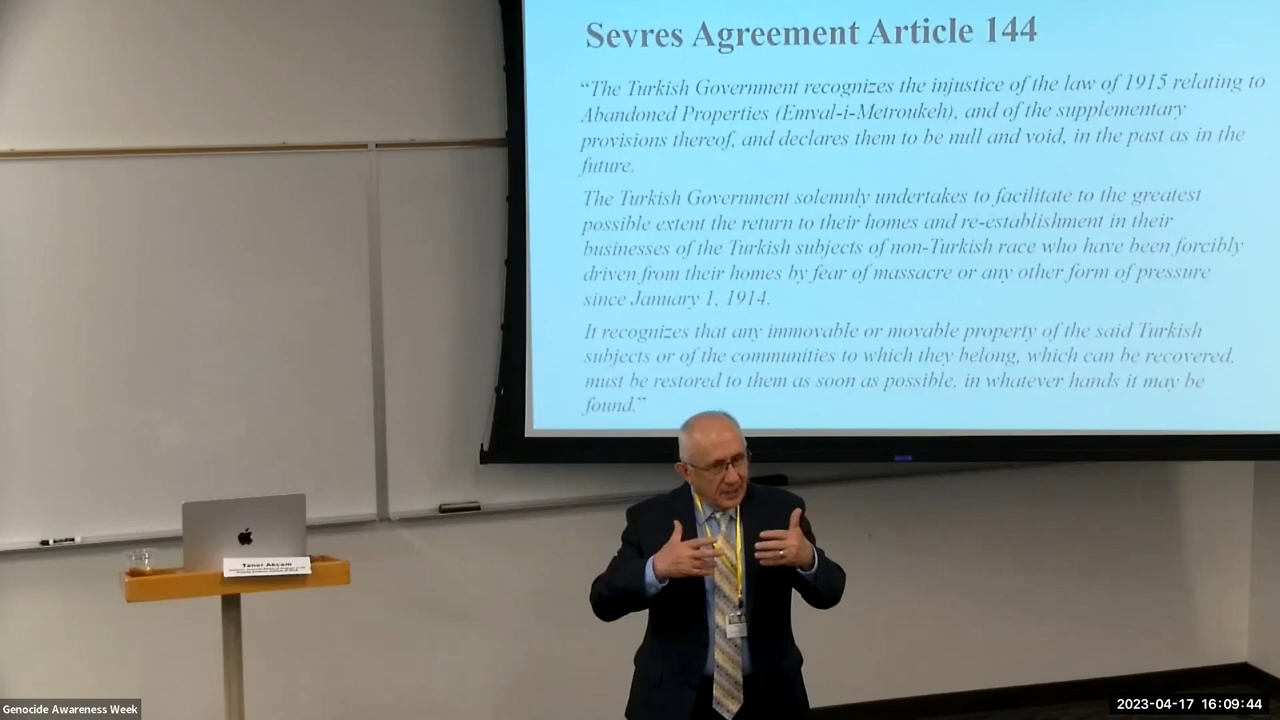 Sevres Agreement Article 144
“The Turkish Government recognizes the injustice of the law of 1915 relating to
Abandoned Properties (Emval-i-Metroukeh), and of the supplementary
provisions thereof, and declares them to be null and void, in the past as in the
future.
The Turkish Government solemnly undertakes to facilitate to the greatest
possible extent the return to their homes and re-establishment in their
businesses of the Turkish subjects of non-Turkish race who have been forcibly
driven from their homes by fear of massacre or any other form of pressure
since January 1, 1914.
It recognizes that any immovable or movable property of the said Turkish
subjects or of the communities to which they belong, which can be recovered,
must be restored to them as soon as possible, in whatever hands it may be
found.”
Taner Akçam
Genocide Awareness Week
2023-04-17 16:09:44